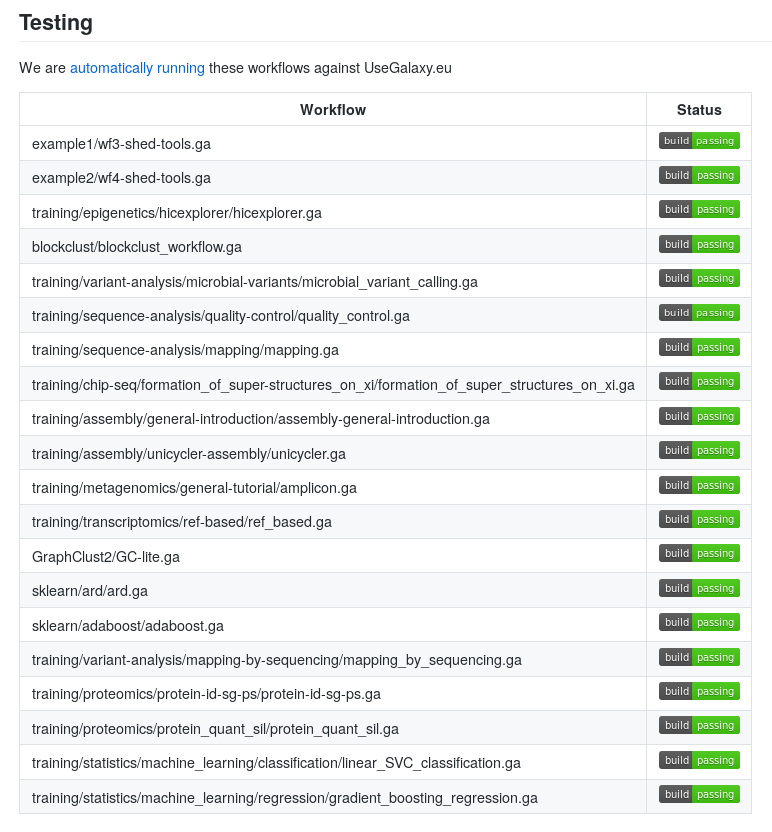 Testing
We are automatically running these workflows against UseGalaxy.eu
Workflow Status
example1/wf3-shed-tools.ga build passing
example2/wf4-shed-tools.ga build passing
training/epigenetics/hicexplorer/hicexplorer.ga build passing
blockclust/blockclust_workflow.ga build passing
training/variant-analysis/microbial-variants/microbial_variant_calling.ga build passing
training/sequence-analysis/quality-control/quality_control.ga build passing
training/sequence-analysis/mapping/mapping.ga build passing
training/chip-seq/formation_of_super-structures_on_xi/formation_of_super_structures_on_xi.ga build passing
training/assembly/general-introduction/assembly-general-introduction.ga build passing
training/assembly/unicycler-assembly/unicycler.ga build passing
training/metagenomics/general-tutorial/amplicon.ga build passing
training/transcriptomics/ref-based/ref_based.ga build passing
GraphClust2/GC-lite.ga build passing
sklearn/ard/ard.ga build passing
sklearn/adaboost/adaboost.ga build passing
training/variant-analysis/mapping-by-sequencing/mapping_by_sequencing.ga build passing
training/proteomics/protein-id-sg-ps/protein-id-sg-ps.ga build passing
training/proteomics/protein_quant_sil/protein_quant_sil.ga build passing
training/statistics/machine_learning/classification/linear_SVC_classification.ga build passing
training/statistics/machine_learning/regression/gradient_boosting_regression.ga build passing